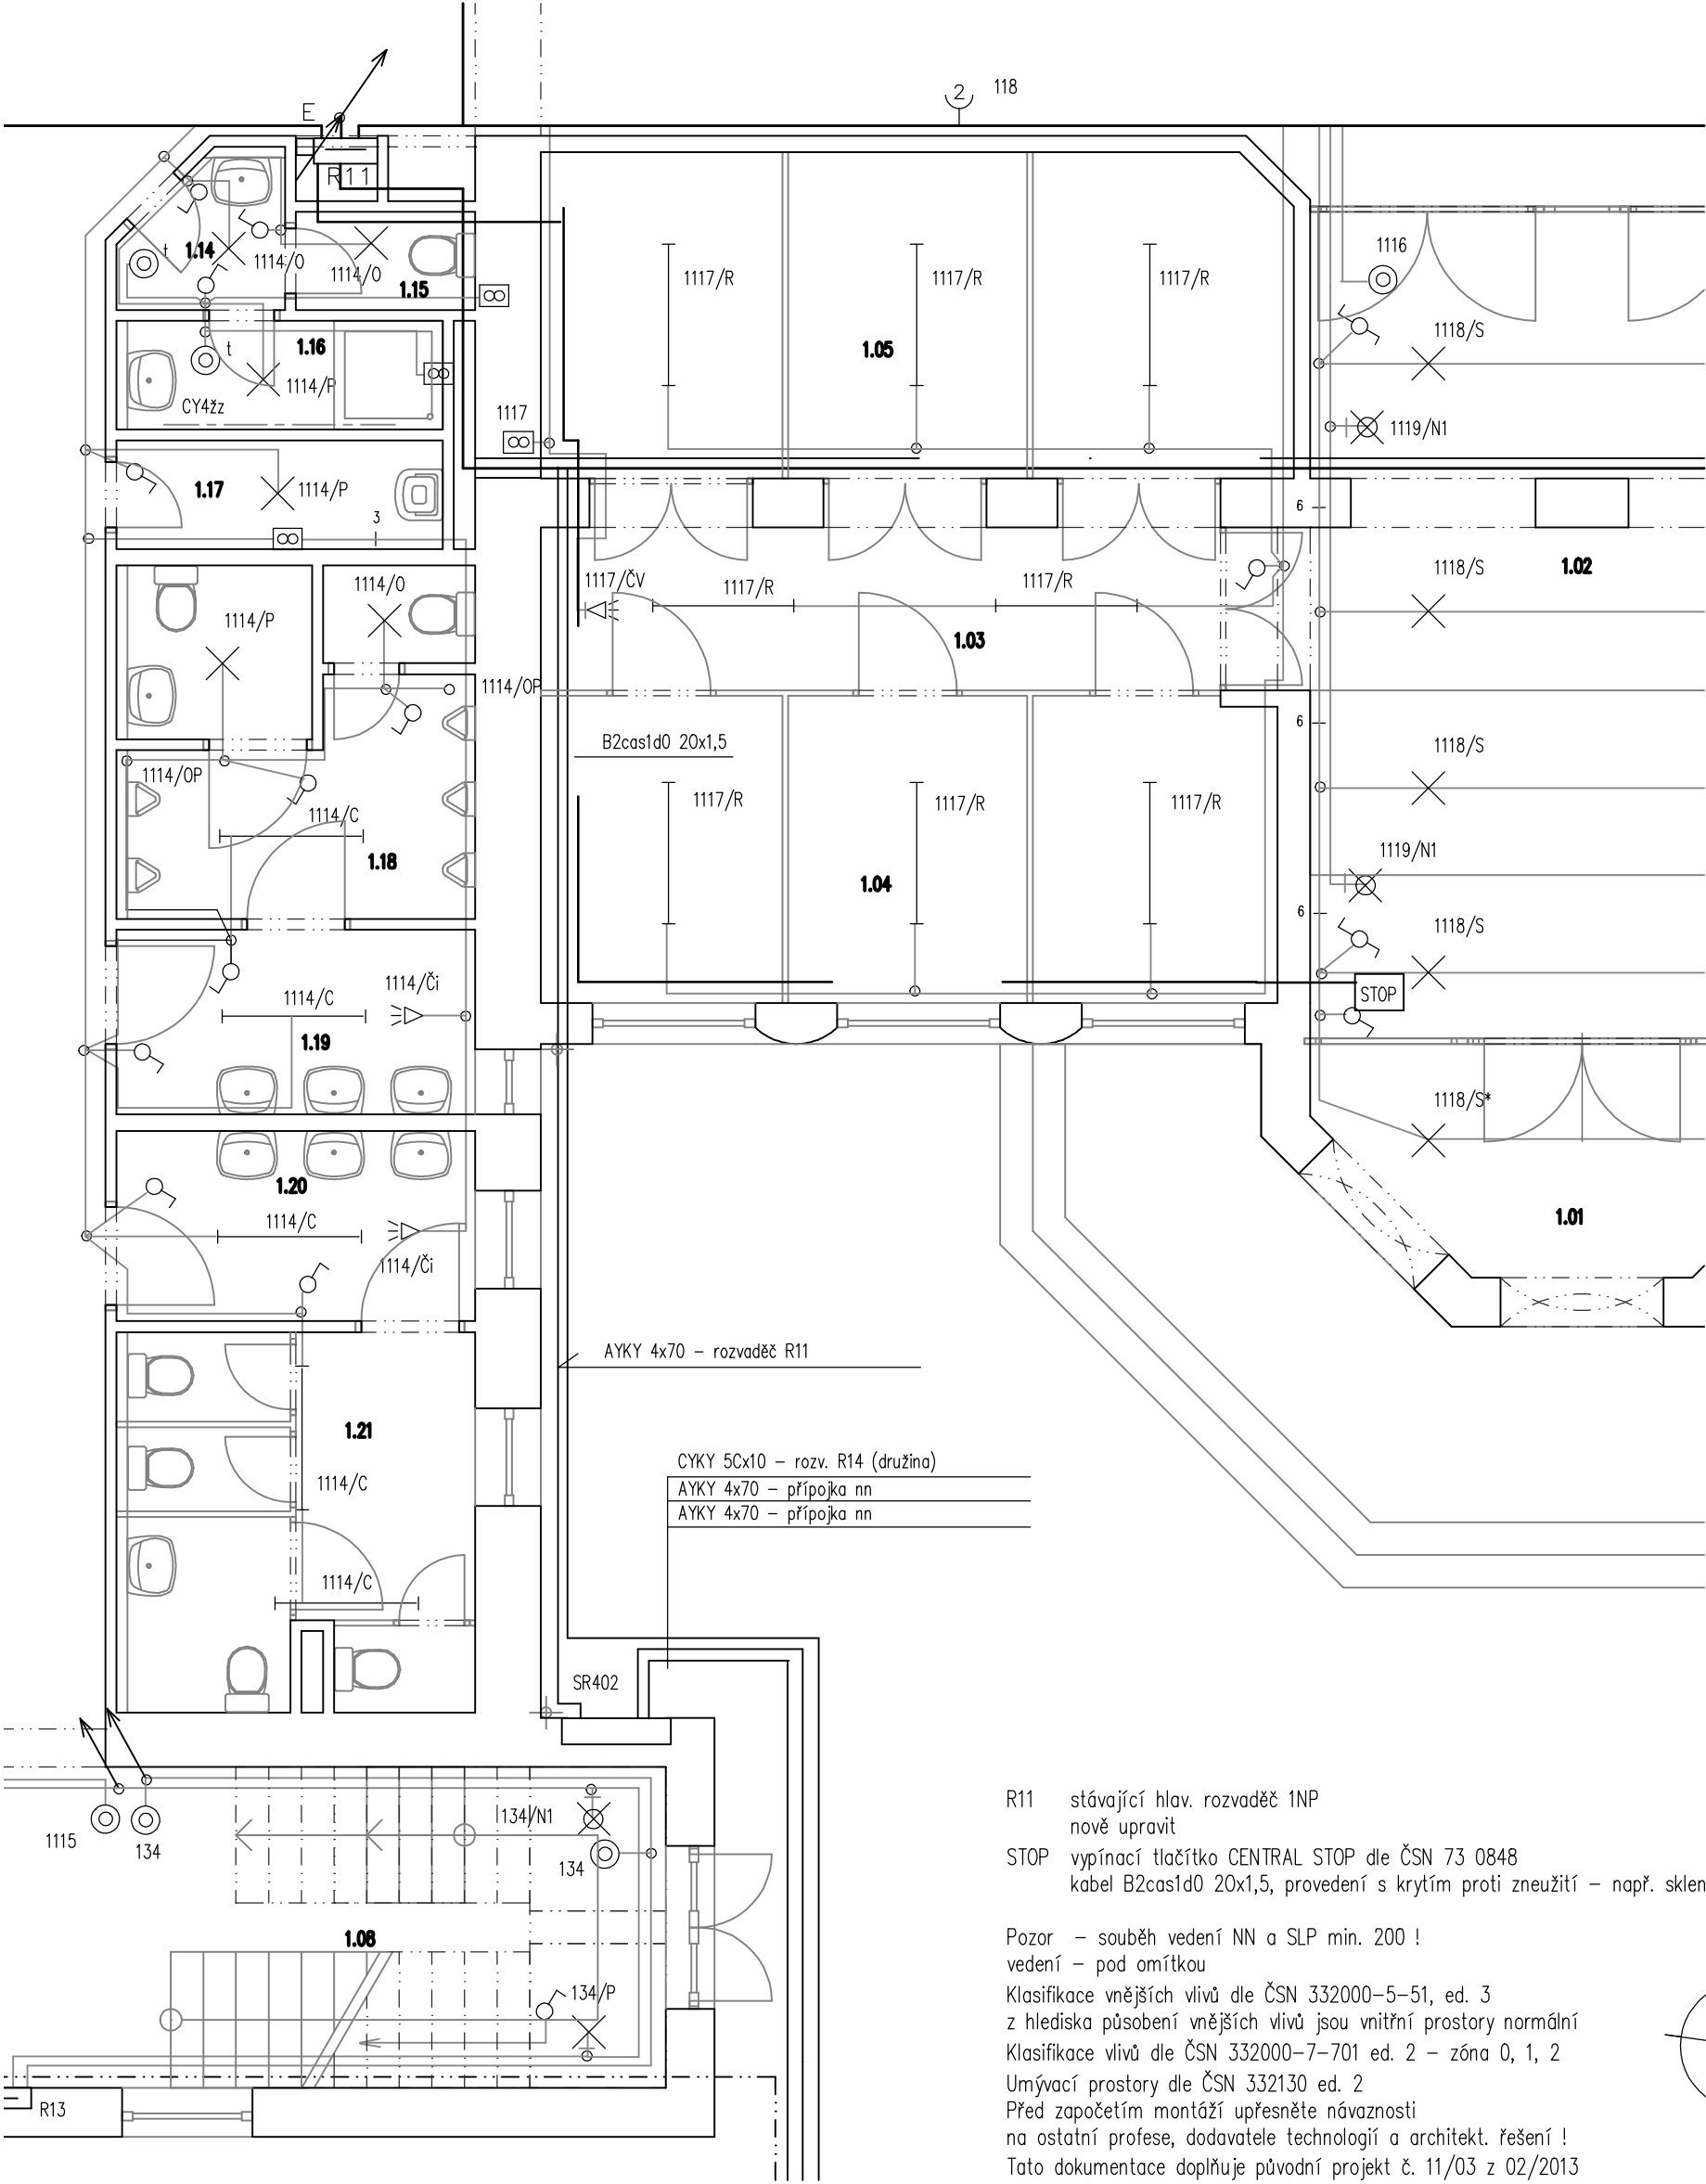 2 118
E
R11
1.14
t
1114/O
1114/O
1.15
1117/R
1117/R
1117/R
1116
1118/S
1.16
t
1114/P
CY4žz
1.05
1117
1119/N1
1.17
1114/P
3
6
1114/O
1117/ČV
1117/R
1117/R
1118/S
1.02
1114/P
1.03
1114/OP
6
B2cas1d0 20x1,5
1118/S
1114/OP
1117/R
1117/R
1117/R
1114/C
1.18
1119/N1
1.04
6
1118/S
1114/Či
1114/C
STOP
1.19
1118/S*
1.20
1114/C
1.01
1114/Či
AYKY 4x70 – rozvaděč R11
1.21
CYKY 5Cx10 – rozv. R14 (družina)
1114/C
AYKY 4x70 – přípojka nn
AYKY 4x70 – přípojka nn
1114/C
SR402
134/N1
1115
134
134
1.08
134/P
R13
R11 stávající hlav. rozvaděč 1NP
nově upravit
STOP vypínací tlačítko CENTRAL STOP dle ČSN 73 0848
kabel B2cas1d0 20x1,5, provedení s krytím proti zneužití – např. sklen
Pozor – souběh vedení NN a SLP min. 200 !
vedení – pod omítkou
Klasifikace vnějších vlivů dle ČSN 332000–5–51, ed. 3
z hlediska působení vnějších vlivů jsou vnitřní prostory normální
Klasifikace vlivů dle ČSN 332000–7–701 ed. 2 – zóna 0, 1, 2
Umývací prostory dle ČSN 332130 ed. 2
Před započetím montáží upřesněte návaznosti
na ostatní profese, dodavatele technologií a architekt. řešení !
Tato dokumentace doplňuje původní projekt č. 11/03 z 02/2013